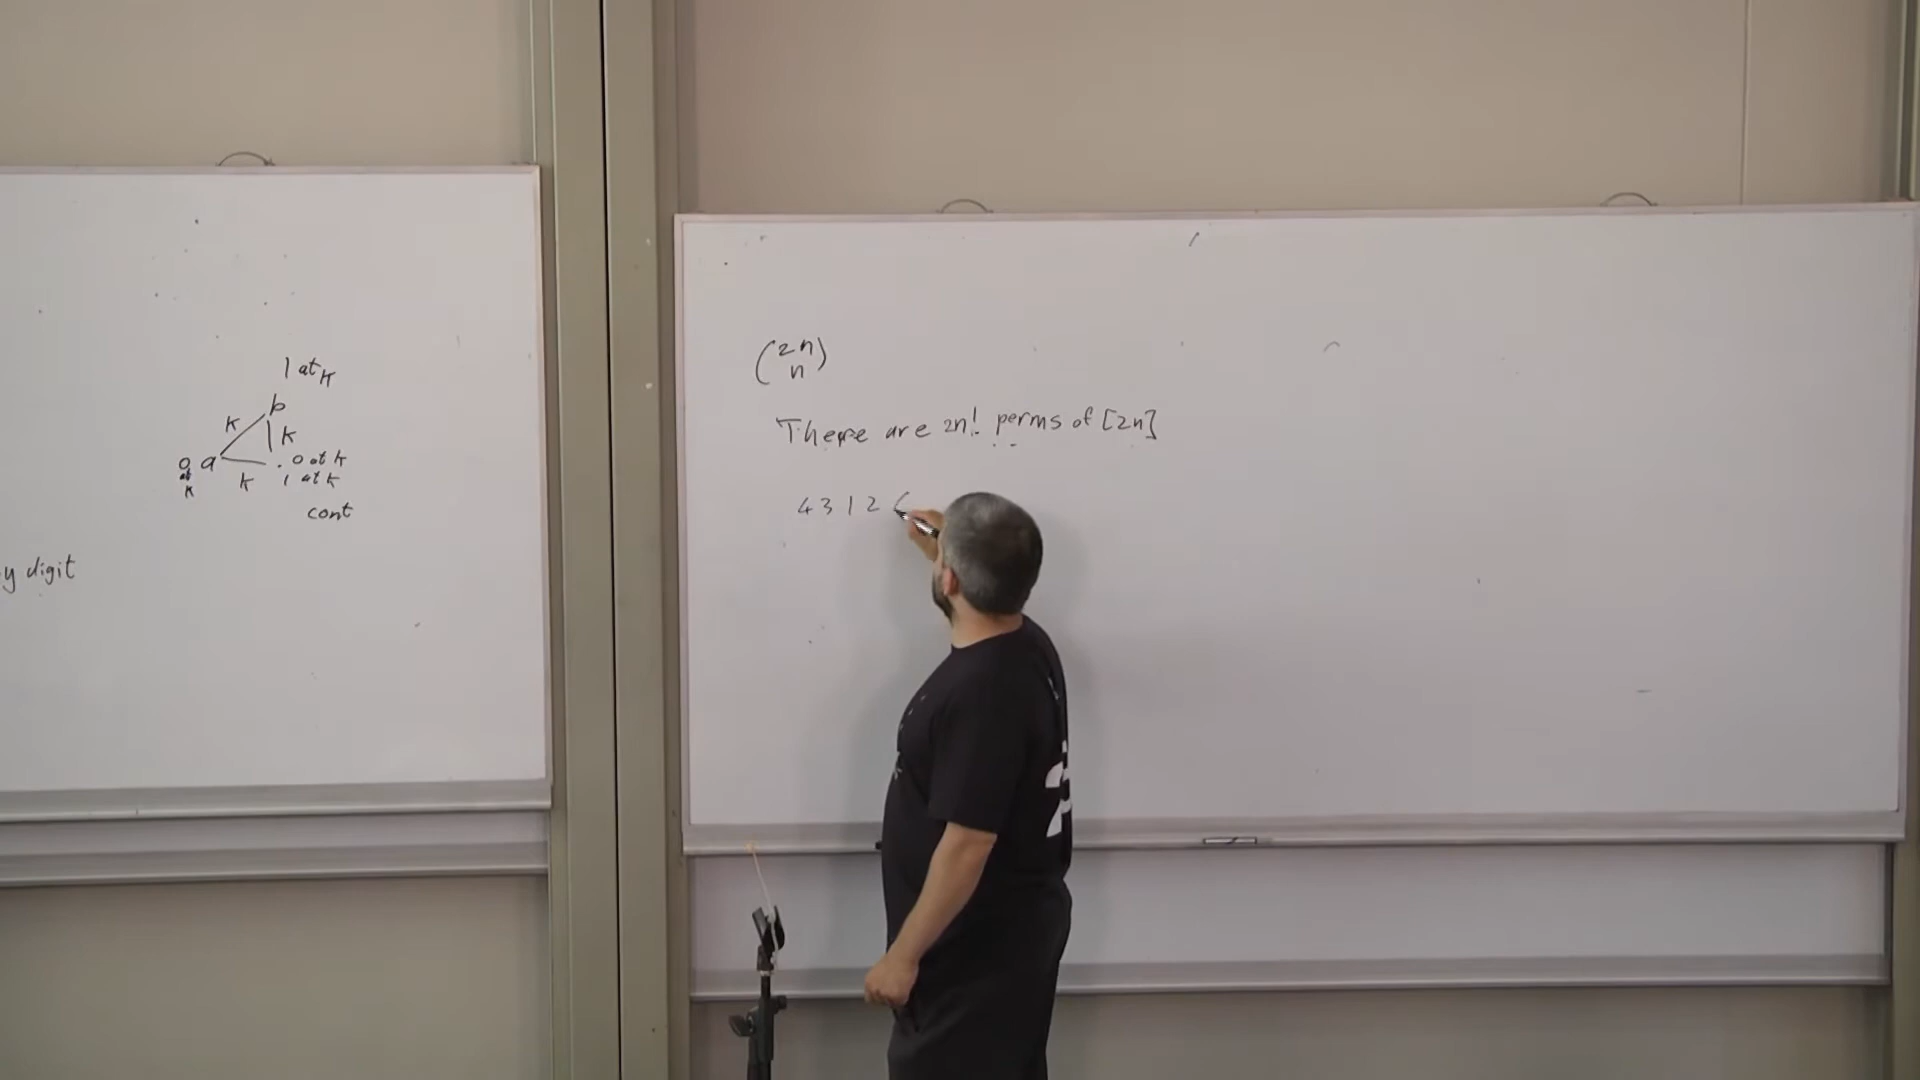 1 at K
b
K
K
0 at K a
. 0 at K
K
1 at K
cont
y digit
(2n n)
There are 2n! perms of [2n]
4 3 1 2
2